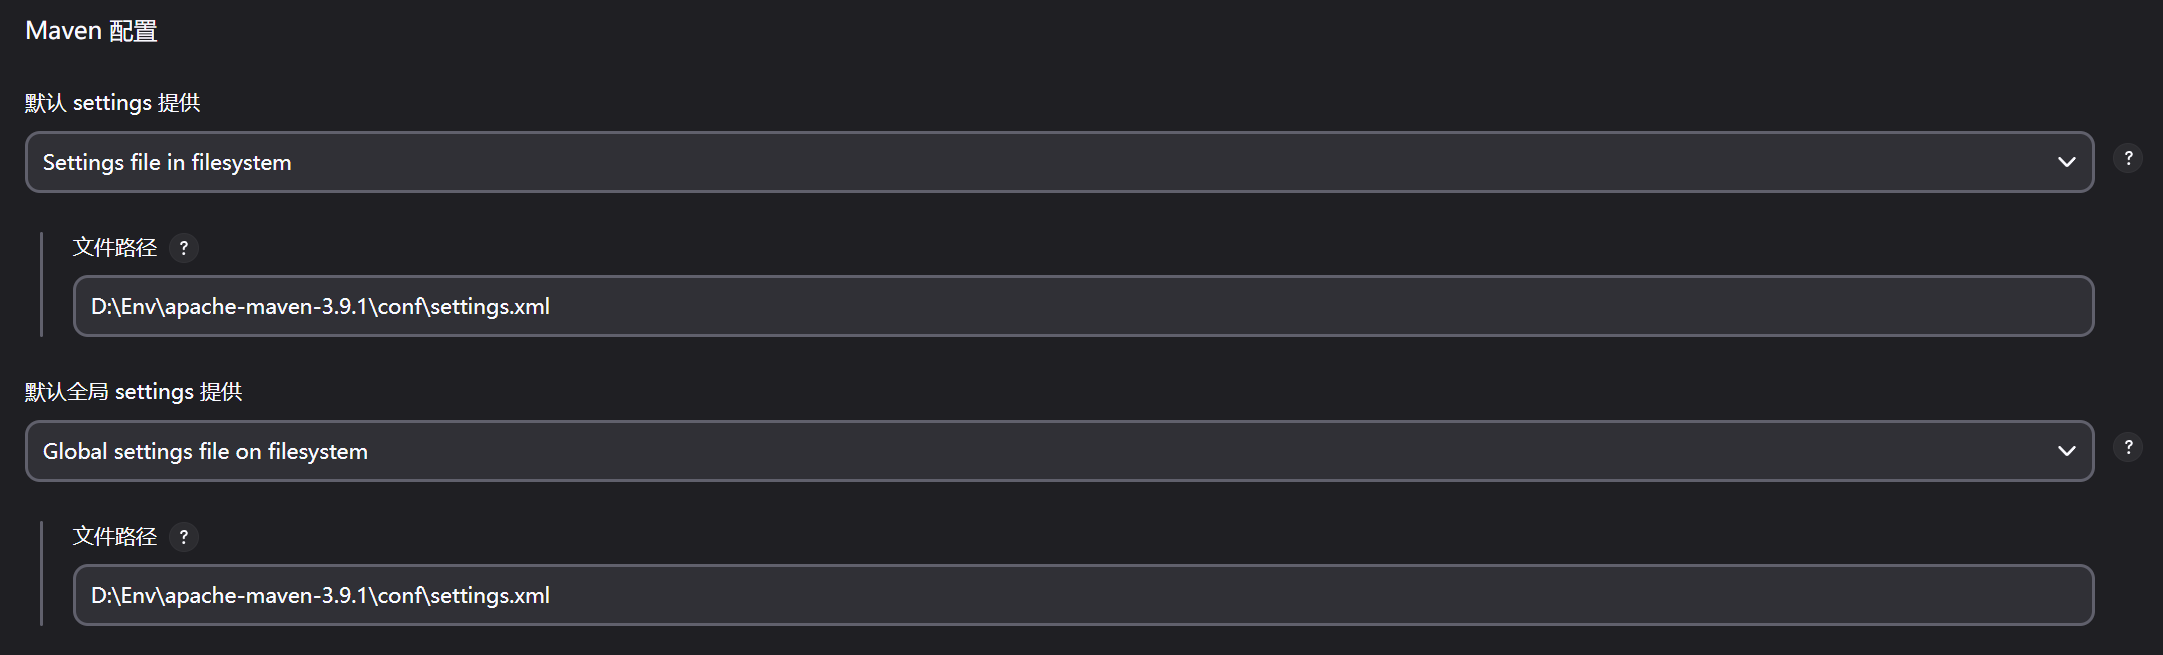 Maven 配置
默认 settings 提供
Settings file in filesystem
?
文件路径 ?
D:\Env\apache-maven-3.9.1\conf\settings.xml
默认全局 settings 提供
Global settings file on filesystem
?
文件路径 ?
D:\Env\apache-maven-3.9.1\conf\settings.xml